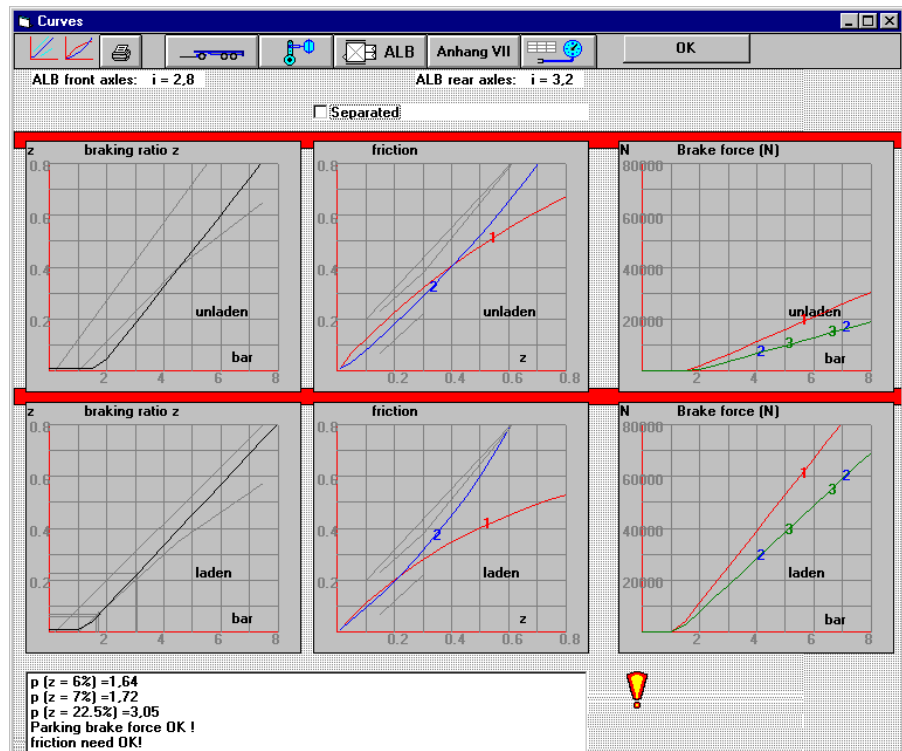 Curves
ALB Anhang VII OK
ALB front axles: i = 2,8 ALB rear axles: i = 3,2
Separated
z braking ratio z
0.8
0.6
0.4
0.2
unladen
bar
2 4 6 8
friction
0.8
0.6
0.4
0.2
1
2
unladen
z
0.2 0.4 0.6 0.8
N Brake force (N)
80000
60000
40000
20000
unladen
1
2 3 3 2
bar
2 4 6 8
z braking ratio z
0.8
0.6
0.4
0.2
laden
bar
2 4 6 8
friction
0.8
0.6
0.4
0.2
2 1
laden
z
0.2 0.4 0.6 0.8
N Brake force (N)
80000
60000
40000
20000
1
2
3
3
2
laden
bar
2 4 6 8
p (z = 6%) =1,64
p (z = 7%) =1,72
p (z = 22.5%) =3,05
Parking brake force OK !
friction need OK!